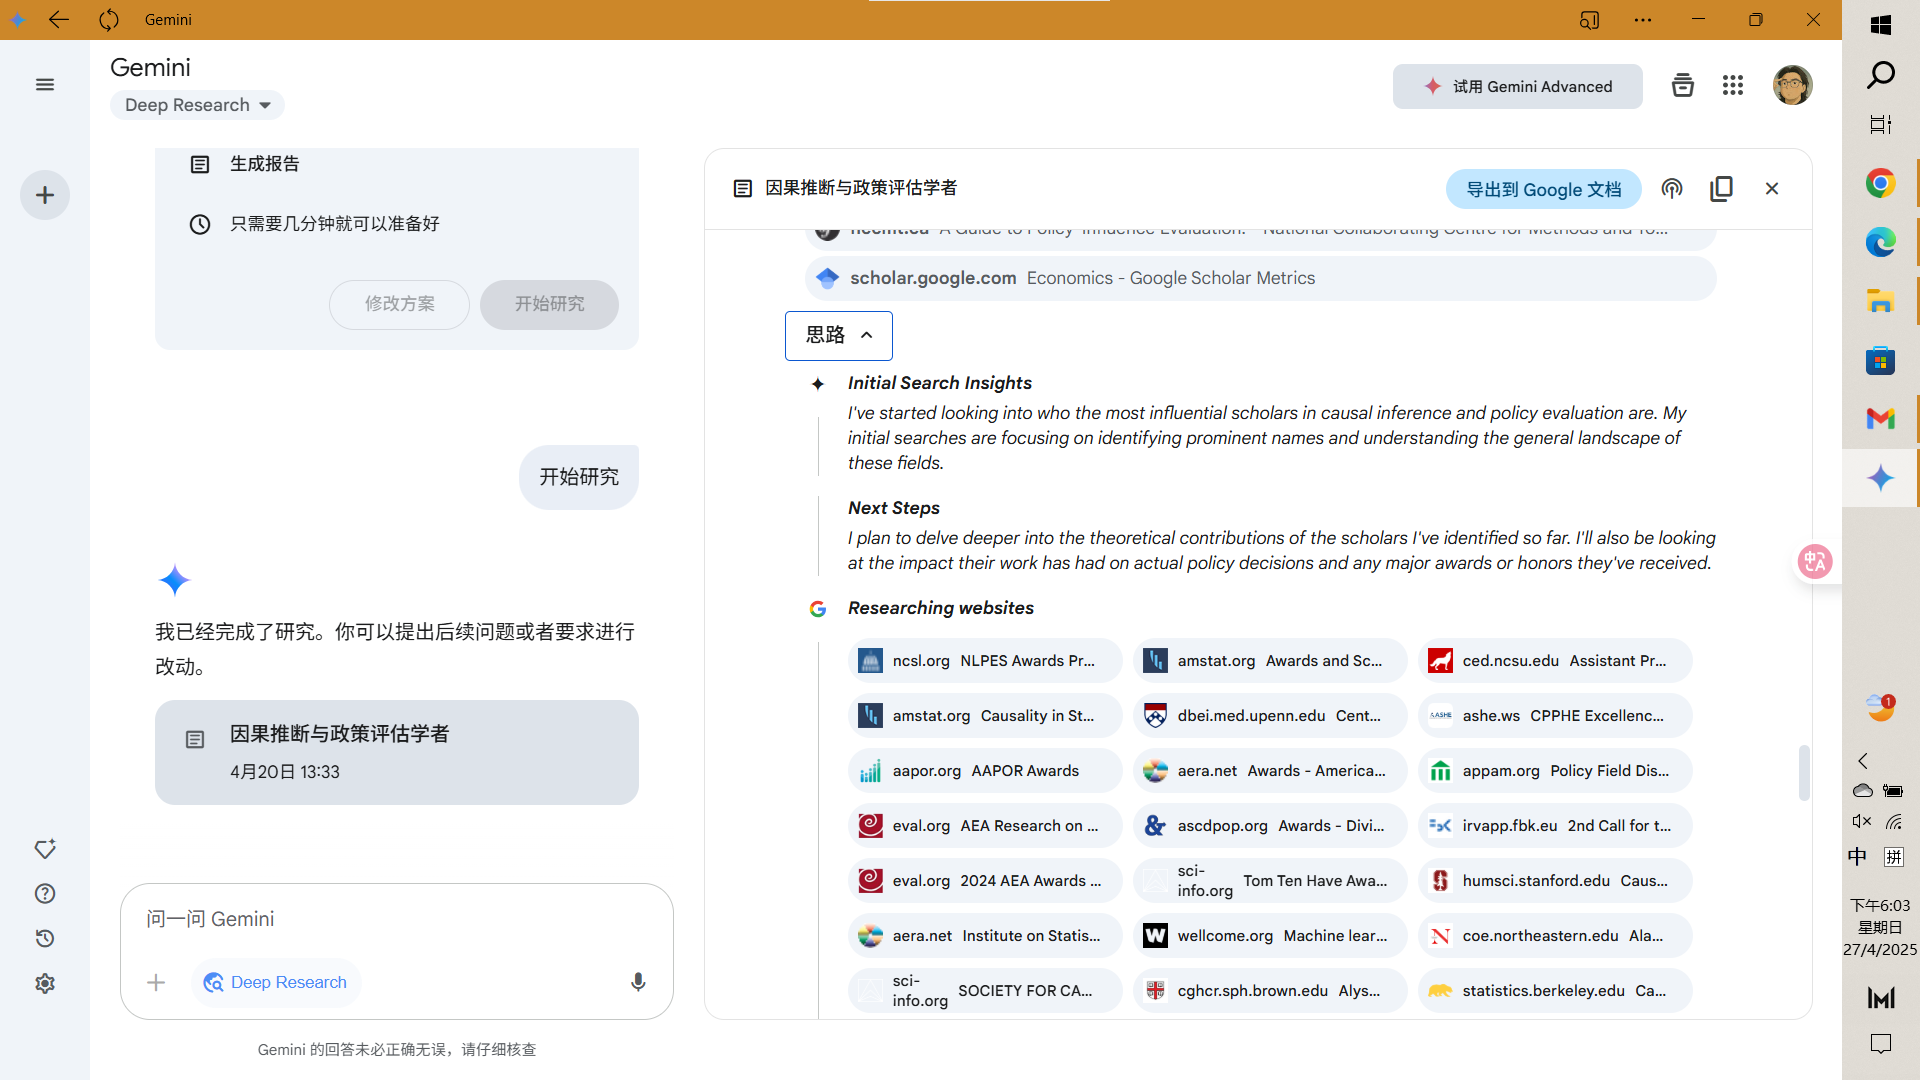 Gemini
Gemini
Deep Research
试用 Gemini Advanced
生成报告
只需要几分钟就可以准备好
修改方案
开始研究
开始研究
我已经完成了研究。你可以提出后续问题或者要求进行
改动。
因果推断与政策评估学者
4月20日 13:33
问一问 Gemini
Deep Research
Gemini 的回答未必正确无误，请仔细核查
因果推断与政策评估学者
导出到 Google 文档
nccmt.ca A Guide to Policy-Influence Evaluation: - National Collaborating Centre for Methods and To...
scholar.google.com Economics - Google Scholar Metrics
思路
Initial Search Insights
I've started looking into who the most influential scholars in causal inference and policy evaluation are. My
initial searches are focusing on identifying prominent names and understanding the general landscape of
these fields.
Next Steps
I plan to delve deeper into the theoretical contributions of the scholars I've identified so far. I'll also be looking
at the impact their work has had on actual policy decisions and any major awards or honors they've received.
Researching websites
ncsl.org NLPES Awards Pr...
amstat.org Awards and Sc...
ced.ncsu.edu Assistant Pr...
amstat.org Causality in St...
dbei.med.upenn.edu Cent...
ASHE ashe.ws CPPHE Excellenc...
aapor.org AAPOR Awards
aera.net Awards - America...
appam.org Policy Field Dis...
eval.org AEA Research on ...
ascdpop.org Awards - Divi...
irvapp.fbk.eu 2nd Call for t...
eval.org 2024 AEA Awards ...
sci-
info.org Tom Ten Have Awa...
humsci.stanford.edu Caus...
aera.net Institute on Statis...
wellcome.org Machine lear...
coe.northeastern.edu Ala...
sci-
info.org SOCIETY FOR CA...
cghcr.sph.brown.edu Alys...
statistics.berkeley.edu Ca...
1
中 拼
下午6:03
星期日
27/4/2025